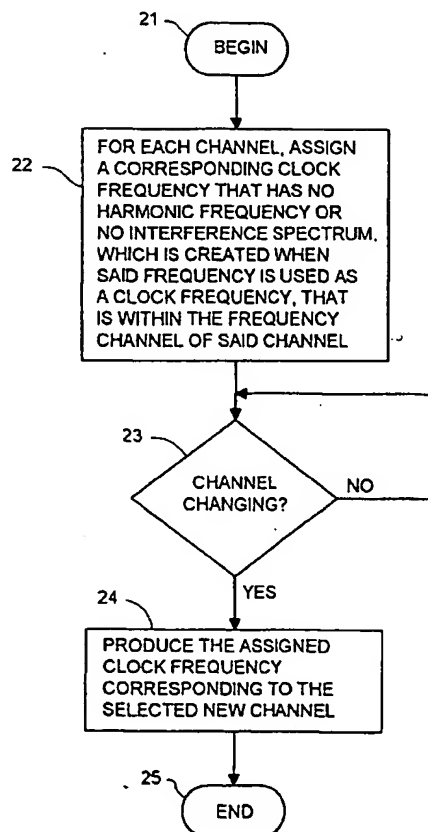 21
BEGIN
22
FOR EACH CHANNEL, ASSIGN
A CORRESPONDING CLOCK
FREQUENCY THAT HAS NO
HARMONIC FREQUENCY OR
NO INTERFERENCE SPECTRUM,
WHICH IS CREATED WHEN
SAID FREQUENCY IS USED AS
A CLOCK FREQUENCY, THAT
IS WITHIN THE FREQUENCY
CHANNEL OF SAID CHANNEL
23
CHANNEL
CHANGING?
NO
YES
24
PRODUCE THE ASSIGNED
CLOCK FREQUENCY
CORRESPONDING TO THE
SELECTED NEW CHANNEL
25
END